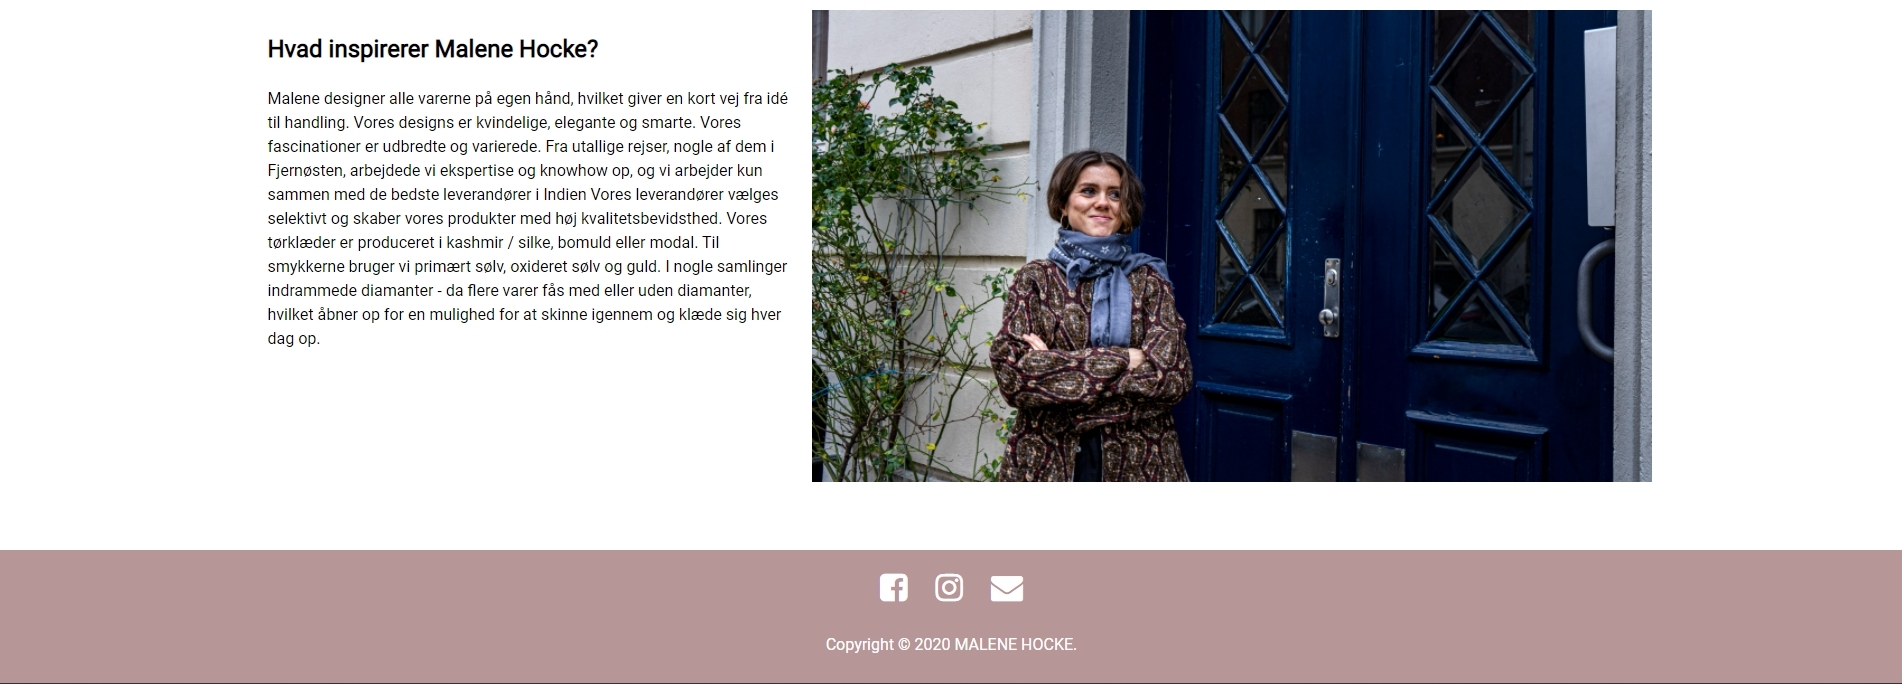 Hvad inspirerer Malene Hocke?
Malene designer alle varerne på egen hånd, hvilket giver en kort vej fra idé
til handling. Vores designs er kvindelige, elegante og smarte. Vores
fascinationer er udbredte og varierede. Fra utallige rejser, nogle af dem i
Fjernøsten, arbejdede vi ekspertise og knowhow op, og vi arbejder kun
sammen med de bedste leverandører i Indien Vores leverandører vælges
selektivt og skaber vores produkter med høj kvalitetsbevidsthed. Vores
tørklæder er produceret i kashmir / silke, bomuld eller modal. Til
smykkerne bruger vi primært sølv, oxideret sølv og guld. I nogle samlinger
indrammede diamanter - da flere varer fås med eller uden diamanter,
hvilket åbner op for en mulighed for at skinne igennem og klæde sig hver
dag op.
Copyright © 2020 MALENE HOCKE.